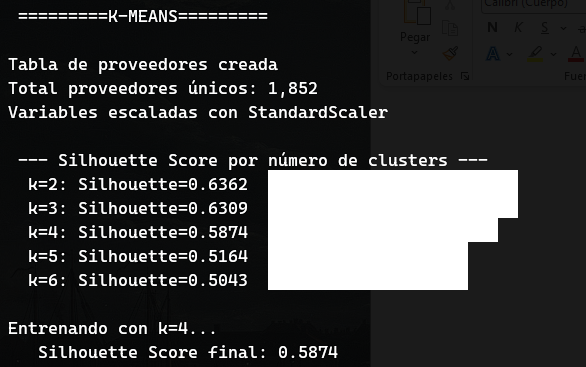 =========K-MEANS=========
Tabla de proveedores creada
Total proveedores únicos: 1,852
Variables escaladas con StandardScaler
--- Silhouette Score por número de clusters ---
k=2: Silhouette=0.6362
k=3: Silhouette=0.6309
k=4: Silhouette=0.5874
k=5: Silhouette=0.5164
k=6: Silhouette=0.5043
Entrenando con k=4...
Silhouette Score final: 0.5874
Calibri (Cuerpo)
Pegar
N K S
Portapapeles
Fuen